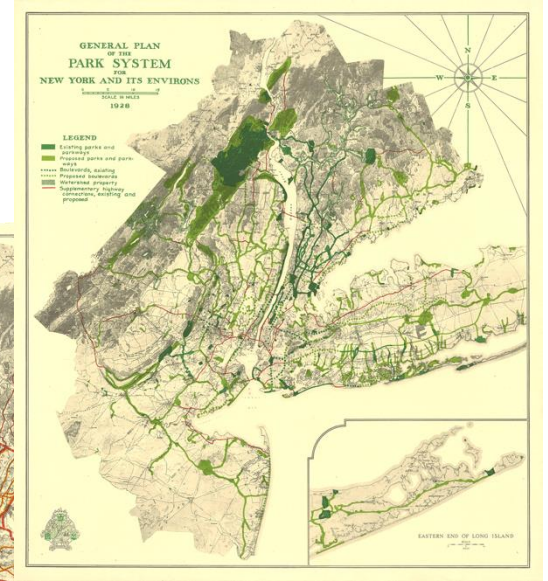 GENERAL PLAN
OF THE
PARK SYSTEM
FOR
NEW YORK AND ITS ENVIRONS
SCALE IN MILES
1928
LEGEND
Existing parks and
parkways
Proposed parks and park-
ways
Boulevards, existing
Proposed boulevards
Watershed property
Supplementary highway
connections, existing and
proposed
N
W
E
S
EASTERN END OF LONG ISLAND